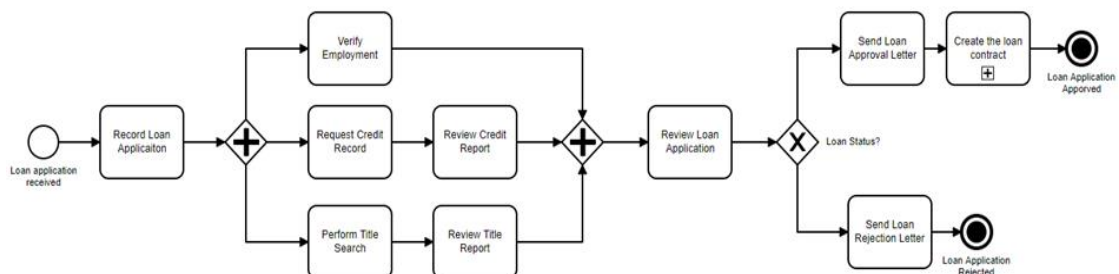 Loan application
received
Record Loan
Applicaiton
Verify
Employment
Request Credit
Record
Review Credit
Report
Perform Title
Search
Review Title
Report
Review Loan
Application
Loan Status?
Send Loan
Approval Letter
Create the loan
contract
Loan Application
Apporved
Send Loan
Rejection Letter
Loan Application
Rejected